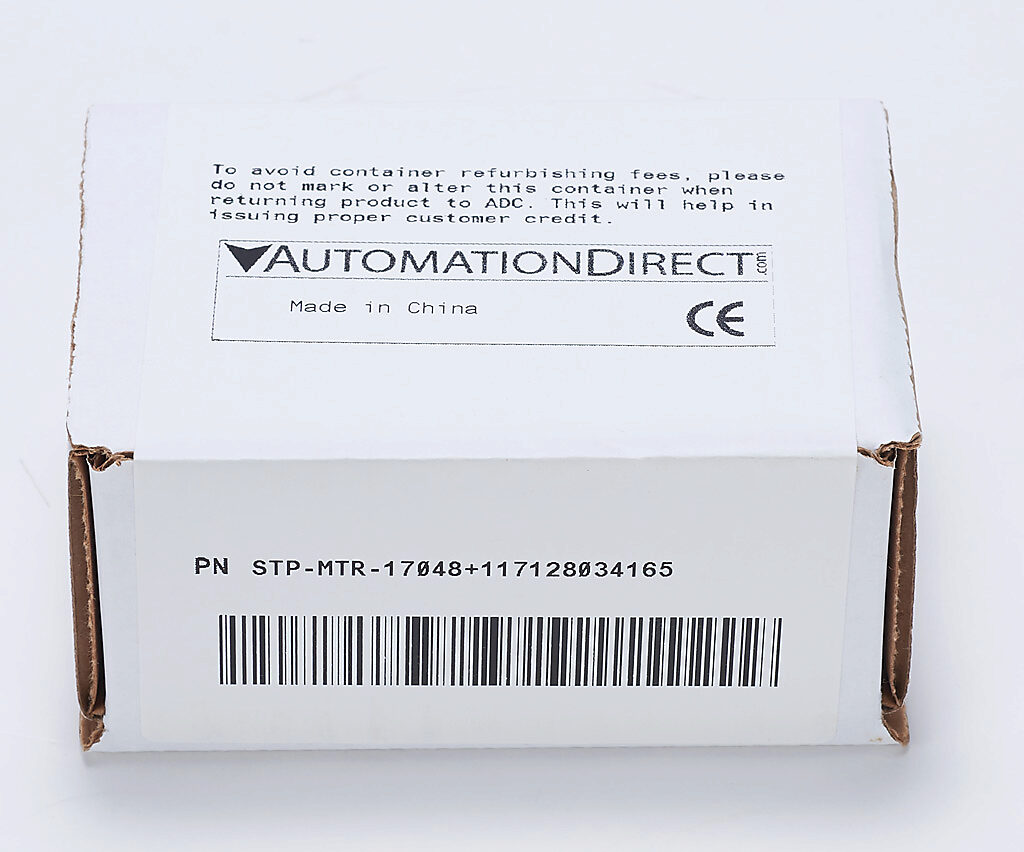 To avoid container refurbishing fees, please
do not mark or alter this container when
returning product to ADC. This will help in
issuing proper customer credit.
AUTOMATIONDIRECT.com
Made in China
CE
PN STP-MTR-17048+117128034165